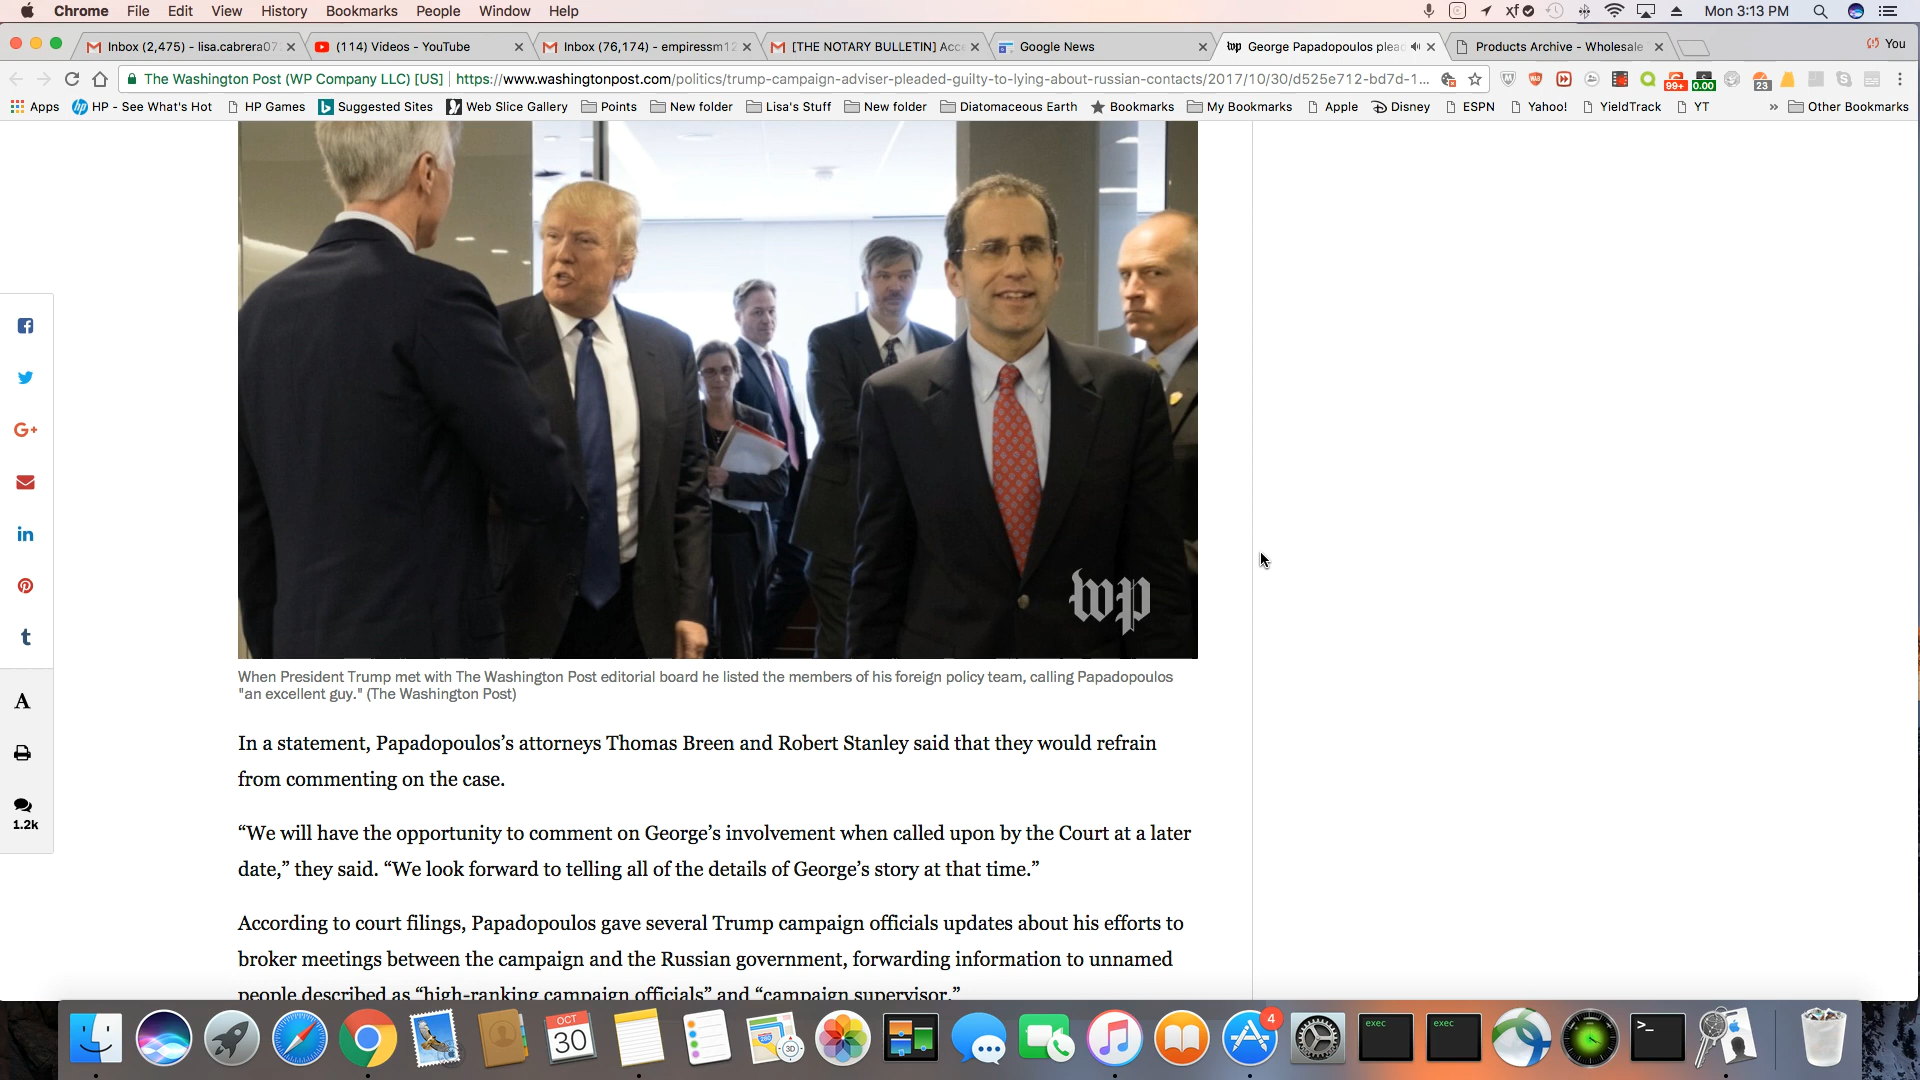 Chrome File Edit View History Bookmarks People Window Help Mon 3:13 PM
Inbox (2,475) - lisa.cabrera07 (114) Videos - YouTube Inbox (76,174) - empiressm12 [THE NOTARY BULLETIN] Acc Google News George Papadopoulos plead Products Archive - Wholesale You
The Washington Post (WP Company LLC) [US] https://www.washingtonpost.com/politics/trump-campaign-adviser-pleaded-guilty-to-lying-about-russian-contacts/2017/10/30/d525e712-bd7d-1... 99+ 0.00 23
Apps HP - See What's Hot HP Games Suggested Sites Web Slice Gallery Points New folder Lisa's Stuff New folder Diatomaceous Earth Bookmarks My Bookmarks Apple Disney ESPN Yahoo! YieldTrack YT » Other Bookmarks
wp
When President Trump met with The Washington Post editorial board he listed the members of his foreign policy team, calling Papadopoulos
"an excellent guy." (The Washington Post)
In a statement, Papadopoulos’s attorneys Thomas Breen and Robert Stanley said that they would refrain
from commenting on the case.
“We will have the opportunity to comment on George’s involvement when called upon by the Court at a later
date,” they said. “We look forward to telling all of the details of George’s story at that time.”
According to court filings, Papadopoulos gave several Trump campaign officials updates about his efforts to
broker meetings between the campaign and the Russian government, forwarding information to unnamed
people described as “high-ranking campaign officials” and “campaign supervisor.”
G+
in
t
A
1.2k
OCT
30
4
exec
exec
>_